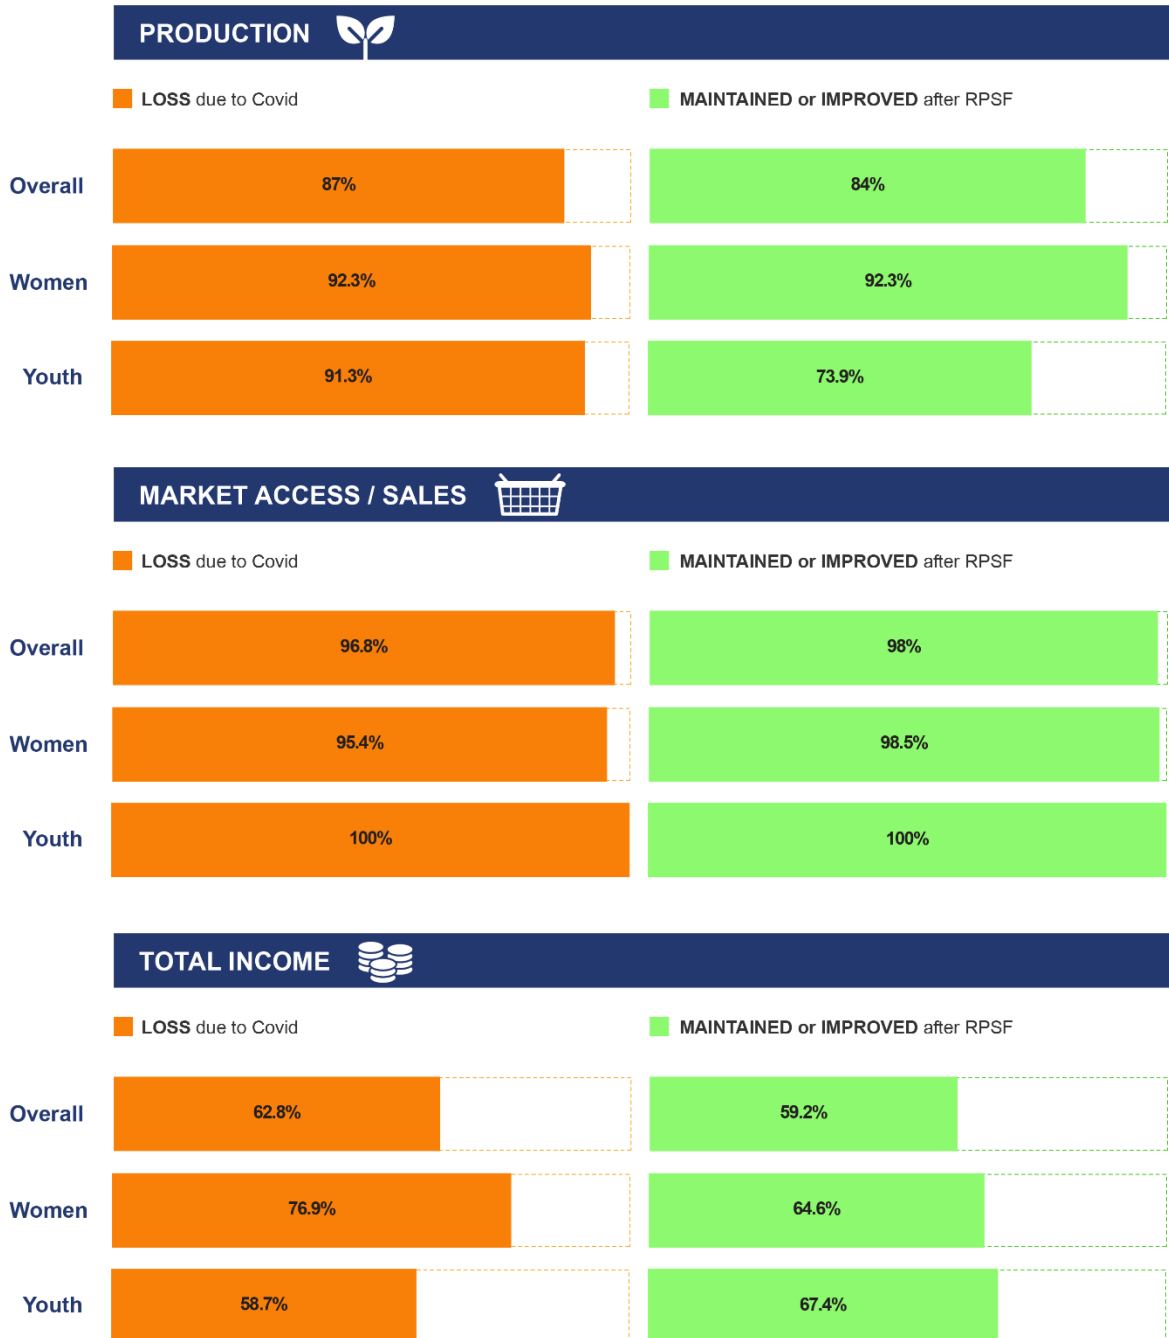 PRODUCTION
LOSS due to Covid
MAINTAINED or IMPROVED after RPSF
Overall 87% 84%
Women 92.3% 92.3%
Youth 91.3% 73.9%
MARKET ACCESS / SALES
LOSS due to Covid
MAINTAINED or IMPROVED after RPSF
Overall 96.8% 98%
Women 95.4% 98.5%
Youth 100% 100%
TOTAL INCOME
LOSS due to Covid
MAINTAINED or IMPROVED after RPSF
Overall 62.8% 59.2%
Women 76.9% 64.6%
Youth 58.7% 67.4%